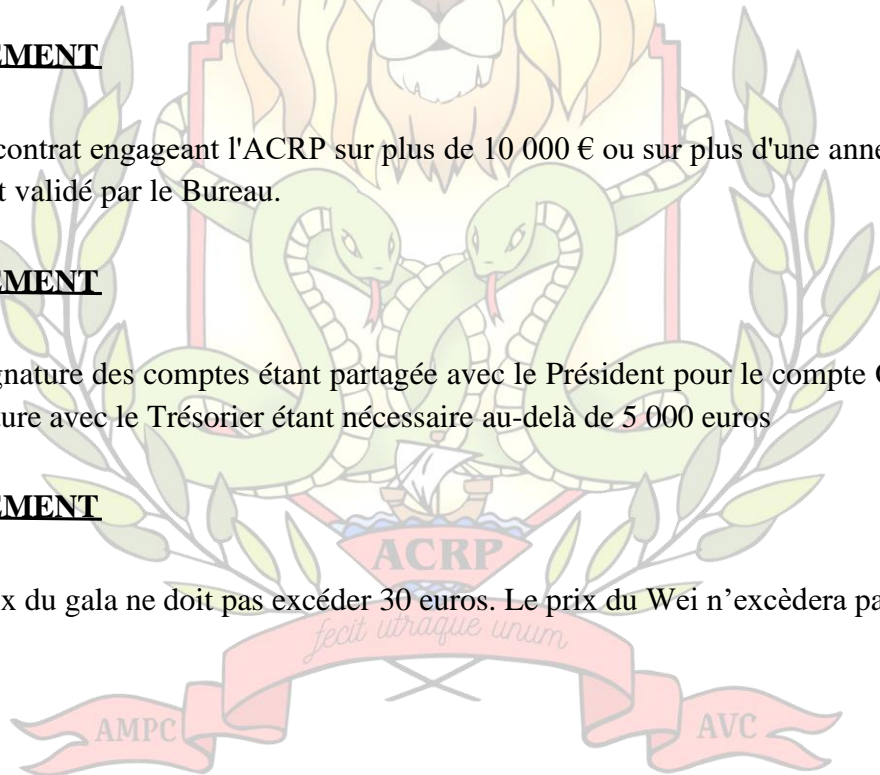 EMENT
contrat engageant l'ACRP sur plus de 10 000 € ou sur plus d'une anne
t validé par le Bureau.
EMENT
gnature des comptes étant partagée avec le Président pour le compte
ture avec le Trésorier étant nécessaire au-delà de 5 000 euros
EMENT
x du gala ne doit pas excéder 30 euros. Le prix du Wei n’excèdera pa
ACRP
fecit utraque unum
AMPC
AVC